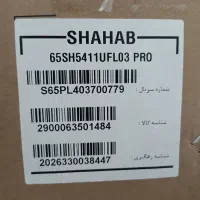 SHAHAB
65SH5411UFL03 PRO
شماره سریال:
S65PL403700779
شناسه کالا:
2900063501484
شناسه رهگیری:
2026330038447